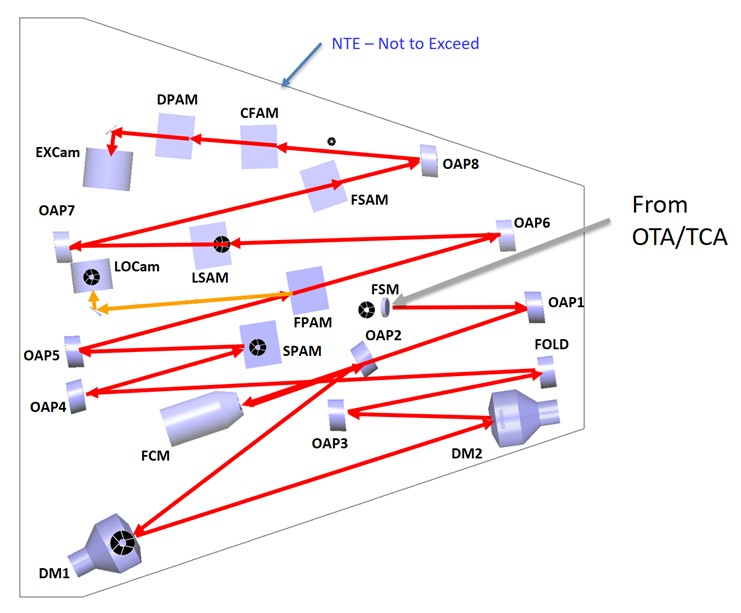 NTE – Not to Exceed
DPAM
CFAM
EXCam
OAP8
FSAM
OAP7
From
OTA/TCA
OAP6
LOCam
LSAM
FSM
OAP1
FPAM
OAP2
FOLD
OAP5
SPAM
OAP4
OAP3
FCM
DM2
DM1